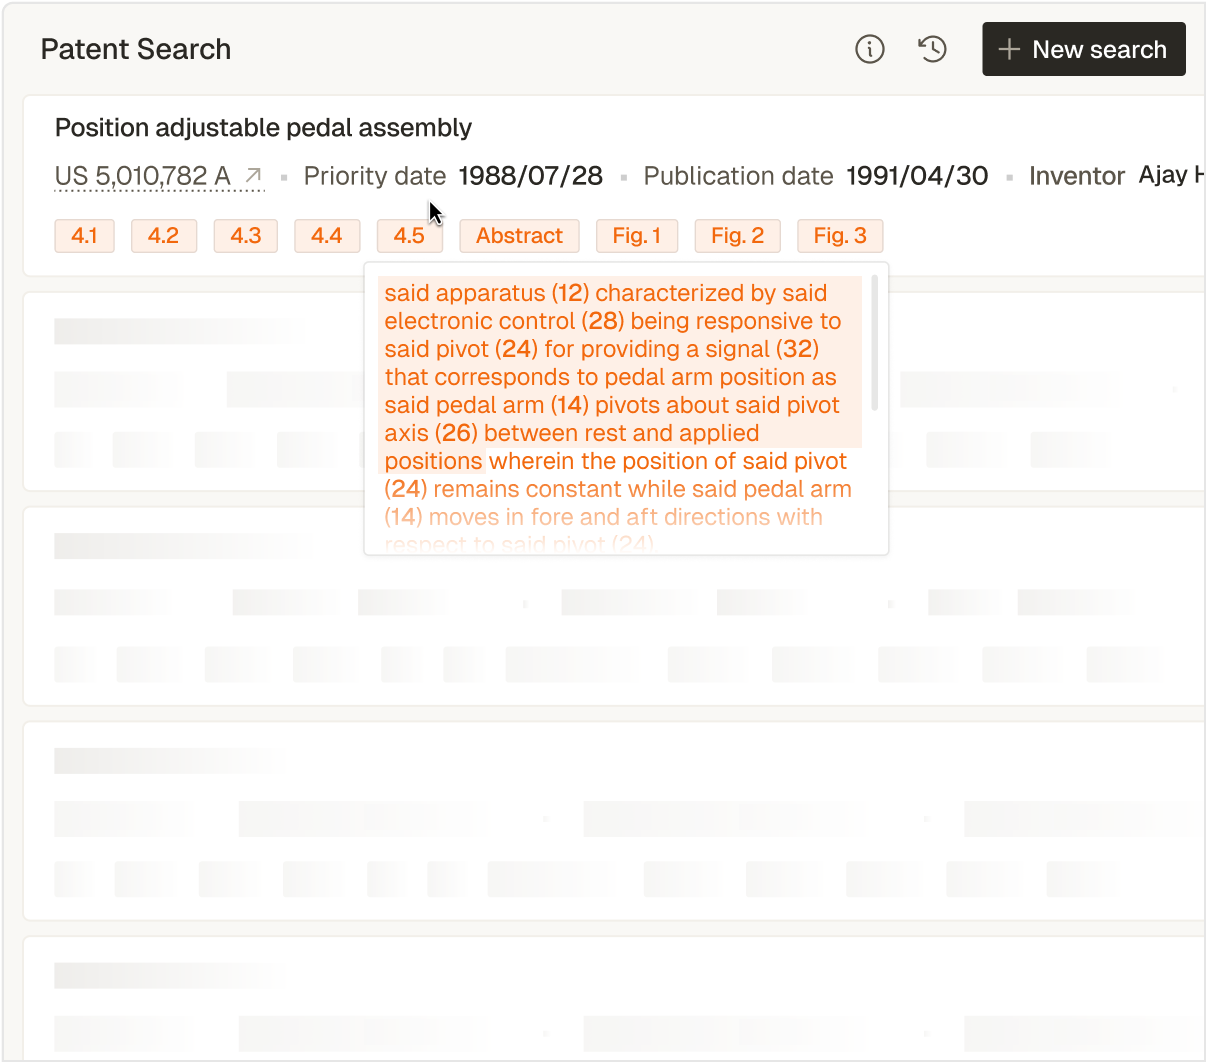 Patent Search
New search
Position adjustable pedal assembly
US 5,010,782 A Priority date 1988/07/28 Publication date 1991/04/30 Inventor Ajay
4.1 4.2 4.3 4.4 4.5 Abstract Fig. 1 Fig. 2 Fig. 3
said apparatus (12) characterized by said
electronic control (28) being responsive to
said pivot (24) for providing a signal (32)
that corresponds to pedal arm position as
said pedal arm (14) pivots about said pivot
axis (26) between rest and applied
positions wherein the position of said pivot
(24) remains constant while said pedal arm
(14) moves in fore and aft directions with
respect to said pivot (24)